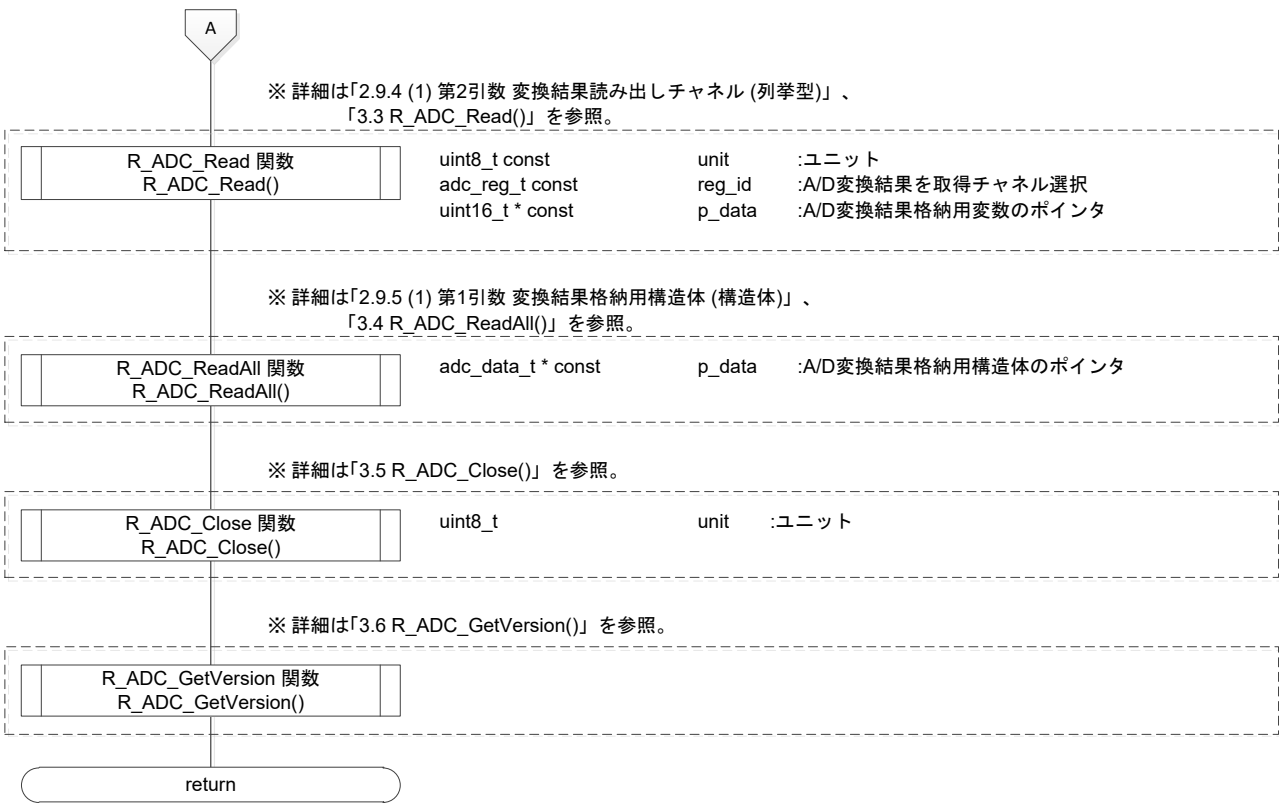 A
※ 詳細は「2.9.4 (1) 第2引数 変換結果読み出しチャネル (列挙型)」、
「3.3 R_ADC_Read()」を参照。
R_ADC_Read 関数
R_ADC_Read()
uint8_t const unit :ユニット
adc_reg_t const reg_id :A/D変換結果を取得チャネル選択
uint16_t * const p_data :A/D変換結果格納用変数のポインタ
※ 詳細は「2.9.5 (1) 第1引数 変換結果格納用構造体 (構造体)」、
「3.4 R_ADC_ReadAll()」を参照。
R_ADC_ReadAll 関数
R_ADC_ReadAll()
adc_data_t * const p_data :A/D変換結果格納用構造体のポインタ
※ 詳細は「3.5 R_ADC_Close()」を参照。
R_ADC_Close 関数
R_ADC_Close()
uint8_t unit :ユニット
※ 詳細は「3.6 R_ADC_GetVersion()」を参照。
R_ADC_GetVersion 関数
R_ADC_GetVersion()
return